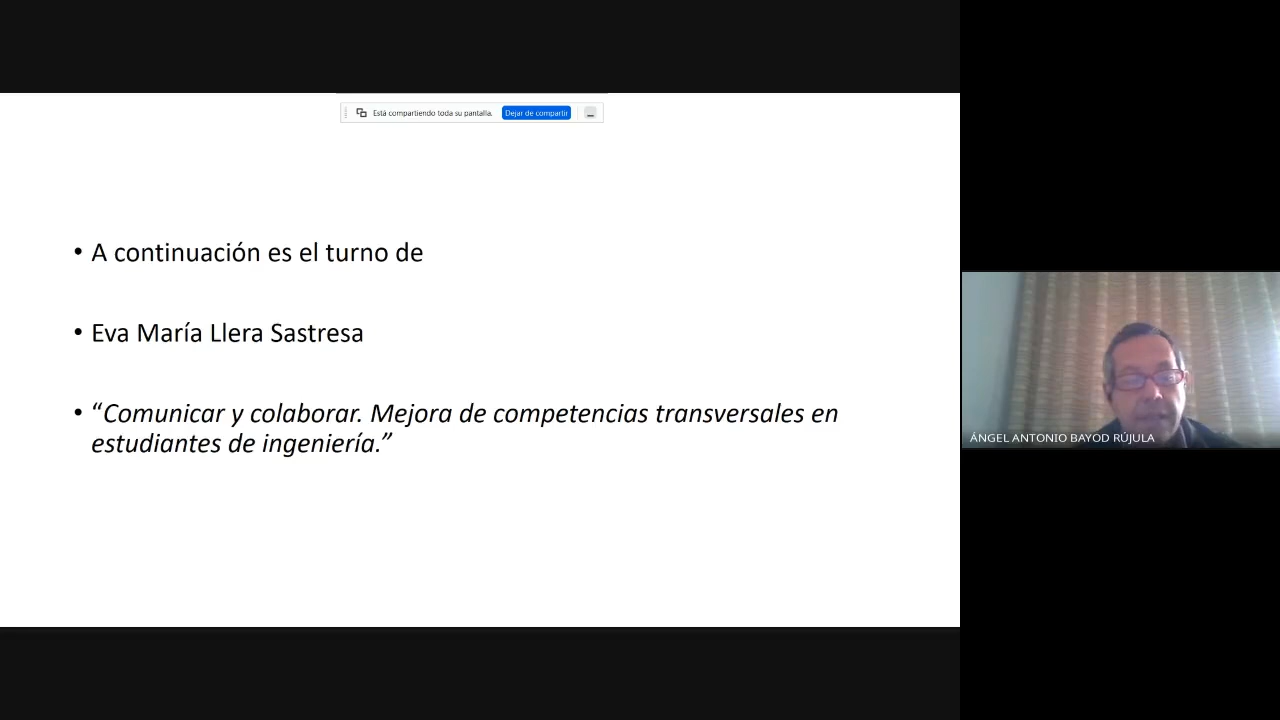 Está compartiendo toda su pantalla. Dejar de compartir
• A continuación es el turno de
• Eva María Llera Sastresa
• “Comunicar y colaborar. Mejora de competencias transversales en
estudiantes de ingeniería.”
ÁNGEL ANTONIO BAYOD RÚJULA